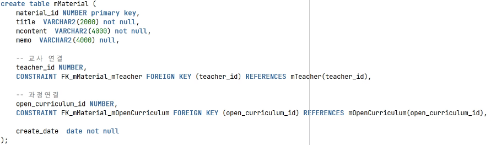 create table mMaterial (
material_id NUMBER primary key,
title VARCHAR2(2000) not null,
mcontent VARCHAR2(4000) not null,
memo VARCHAR2(4000) null,
-- 교사 연결
teacher_id NUMBER,
CONSTRAINT FK_mMaterial_mTeacher FOREIGN KEY (teacher_id) REFERENCES mTeacher(teacher_id),
-- 과정연결
open_curriculum_id NUMBER,
CONSTRAINT FK_mMaterial_mOpenCurriculum FOREIGN KEY (open_curriculum_id) REFERENCES mOpenCurriculum(open_curriculum_id),
create_date date not null
);